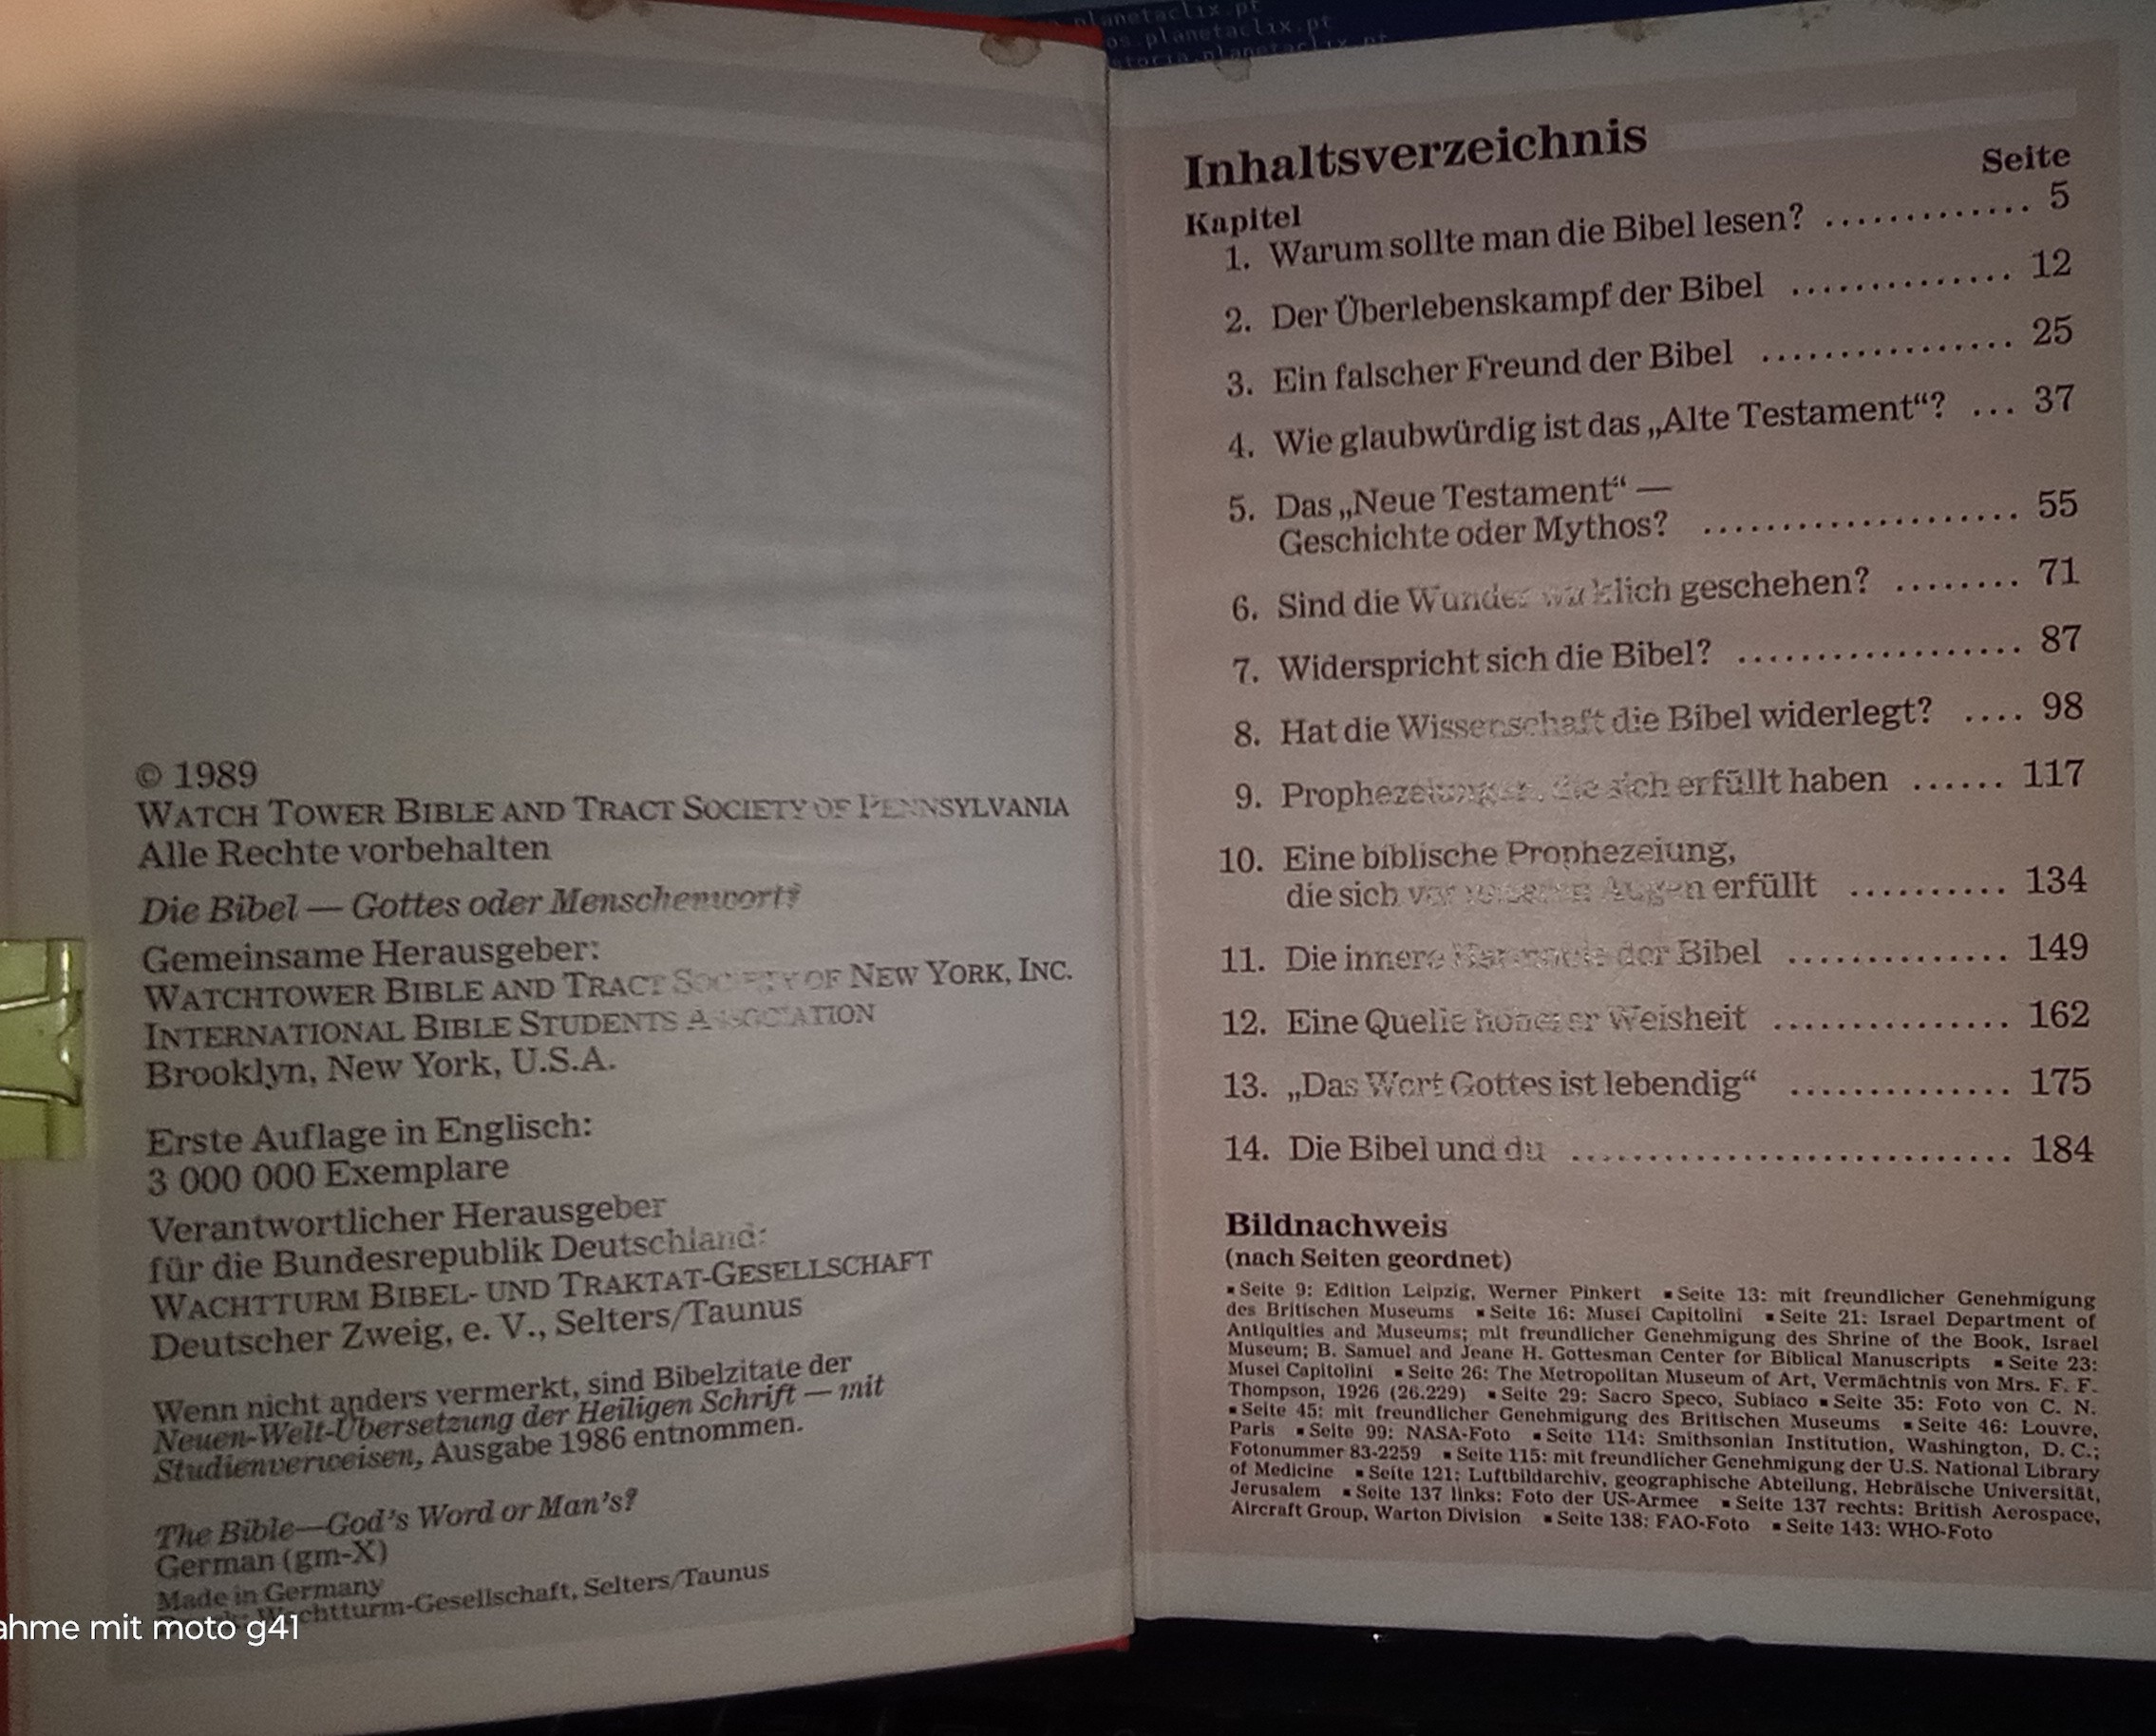 planetaclix.pt
os.planetaclix.pt
planetaclix.pt
© 1989
WATCH TOWER BIBLE AND TRACT SOCIETY OF PENNSYLVANIA
Alle Rechte vorbehalten
Die Bibel — Gottes oder Menschenwort?
Gemeinsame Herausgeber:
WATCHTOWER BIBLE AND TRACT SOCIETY OF NEW YORK, INC.
INTERNATIONAL BIBLE STUDENTS ASSOCIATION
Brooklyn, New York, U.S.A.
Erste Auflage in Englisch:
3 000 000 Exemplare
Verantwortlicher Herausgeber
für die Bundesrepublik Deutschland:
WACHTTURM BIBEL- UND TRAKTAT-GESELLSCHAFT
Deutscher Zweig, e. V., Selters/Taunus
Wenn nicht anders vermerkt, sind Bibelzitate der
Neuen-Welt-Übersetzung der Heiligen Schrift — mit
Studienverweisen, Ausgabe 1986 entnommen.
The Bible—God's Word or Man's?
German (gm-X)
Made in Germany
Wachtturm-Gesellschaft, Selters/Taunus
ahme mit moto g41
Inhaltsverzeichnis
Seite
Kapitel
1. Warum sollte man die Bibel lesen? ............. 5
2. Der Überlebenskampf der Bibel .............. 12
3. Ein falscher Freund der Bibel ................ 25
4. Wie glaubwürdig ist das „Alte Testament“? ... 37
5. Das „Neue Testament“ —
Geschichte oder Mythos? .................... 55
6. Sind die Wunder wirklich geschehen? ........ 71
7. Widerspricht sich die Bibel? .................. 87
8. Hat die Wissenschaft die Bibel widerlegt? .... 98
9. Prophezeiungen, die sich erfüllt haben ...... 117
10. Eine biblische Prophezeiung,
die sich vor unseren Augen erfüllt .......... 134
11. Die innere Harmonie der Bibel .............. 149
12. Eine Quelle höherer Weisheit ............... 162
13. „Das Wort Gottes ist lebendig“ .............. 175
14. Die Bibel und du ............................ 184
Bildnachweis
(nach Seiten geordnet)
▪ Seite 9: Edition Leipzig, Werner Pinkert ▪ Seite 13: mit freundlicher Genehmigung
des Britischen Museums ▪ Seite 16: Musei Capitolini ▪ Seite 21: Israel Department of
Antiquities and Museums; mit freundlicher Genehmigung des Shrine of the Book, Israel
Museum; B. Samuel and Jeane H. Gottesman Center for Biblical Manuscripts ▪ Seite 23:
Musei Capitolini ▪ Seite 26: The Metropolitan Museum of Art, Vermächtnis von Mrs. F. F.
Thompson, 1926 (26.229) ▪ Seite 29: Sacro Speco, Subiaco ▪ Seite 35: Foto von C. N.
▪ Seite 45: mit freundlicher Genehmigung des Britischen Museums ▪ Seite 46: Louvre,
Paris ▪ Seite 99: NASA-Foto ▪ Seite 114: Smithsonian Institution, Washington, D. C.;
Fotonummer 83-2259 ▪ Seite 115: mit freundlicher Genehmigung der U.S. National Library
of Medicine ▪ Seite 121: Luftbildarchiv, geographische Abteilung, Hebräische Universität,
Jerusalem ▪ Seite 137 links: Foto der US-Armee ▪ Seite 137 rechts: British Aerospace,
Aircraft Group, Warton Division ▪ Seite 138: FAO-Foto ▪ Seite 143: WHO-Foto